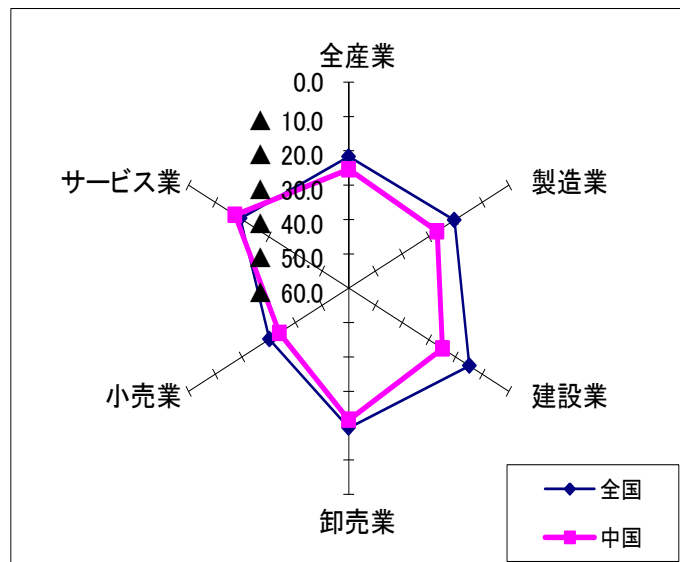 全産業
0.0
▲ 10.0
▲ 20.0
サービス業
製造業
▲ 30.0
▲ 40.0
▲ 50.0
▲ 60.0
小売業
建設業
卸売業
全国
中国